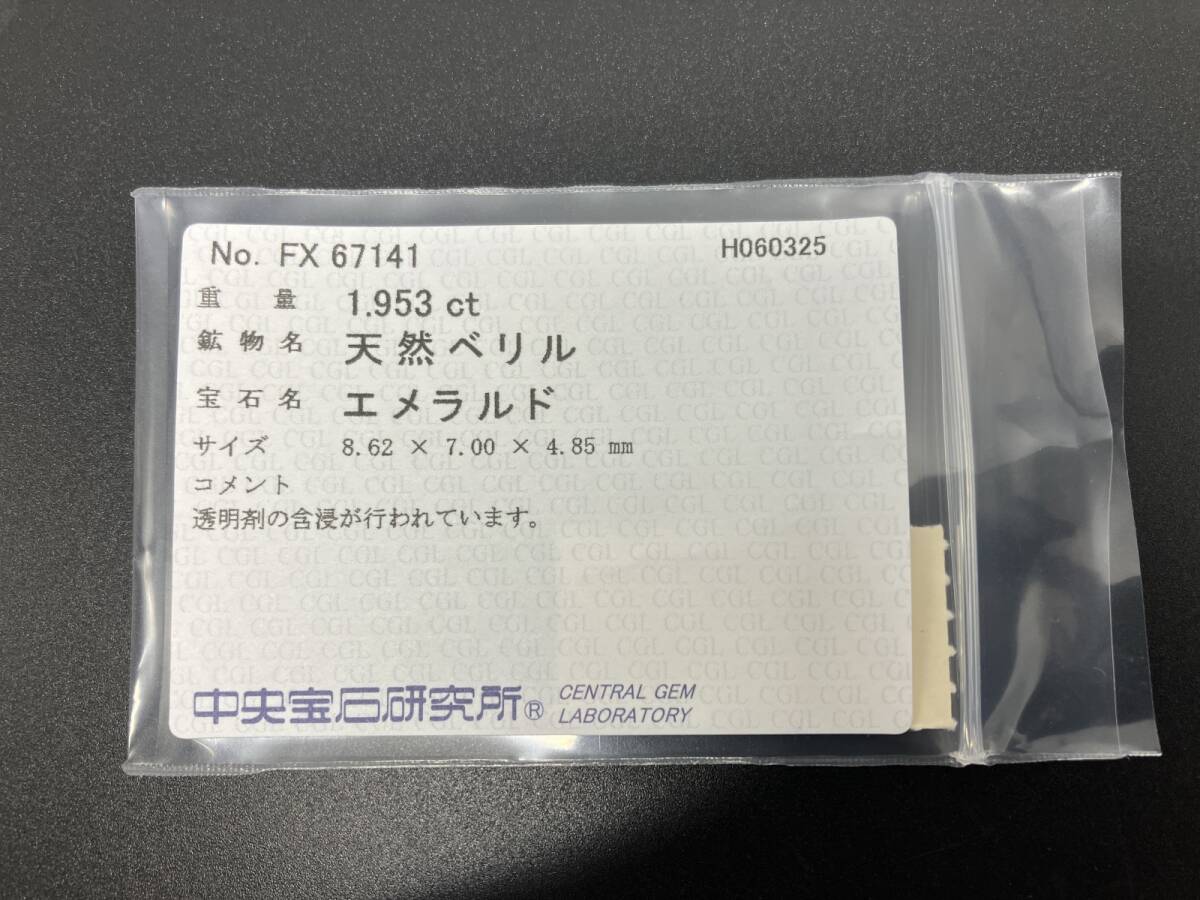 No. FX 67141 H060325
重量 1.953 ct
鉱物名 天然ベリル
宝石名 エメラルド
サイズ 8.62 × 7.00 × 4.85 mm
コメント
透明剤の含浸が行われています。
中央宝石研究所® CENTRAL GEM
LABORATORY